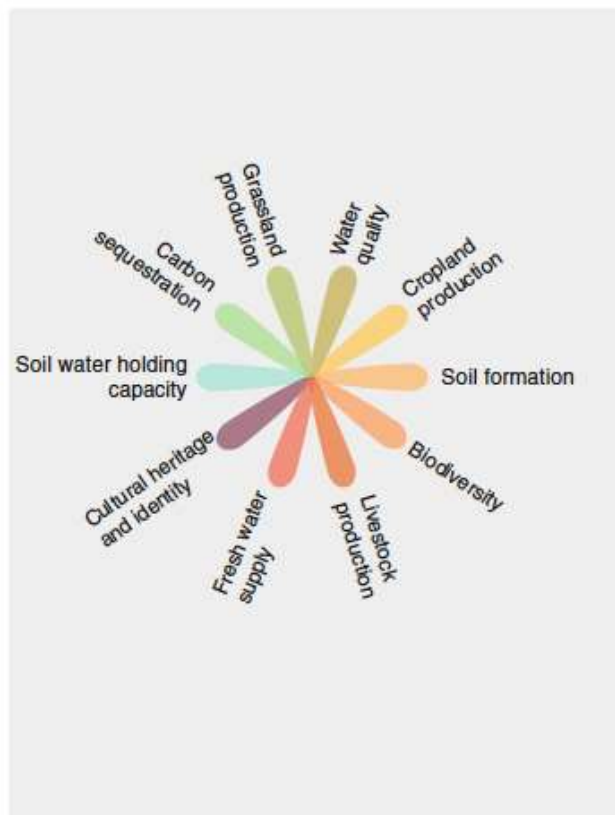 Grassland
production
Water
quality
Carbon
sequestration
Cropland
production
Soil water holding
capacity
Soil formation
Cultural heritage
and identity
Biodiversity
Fresh water
supply
Livestock
production